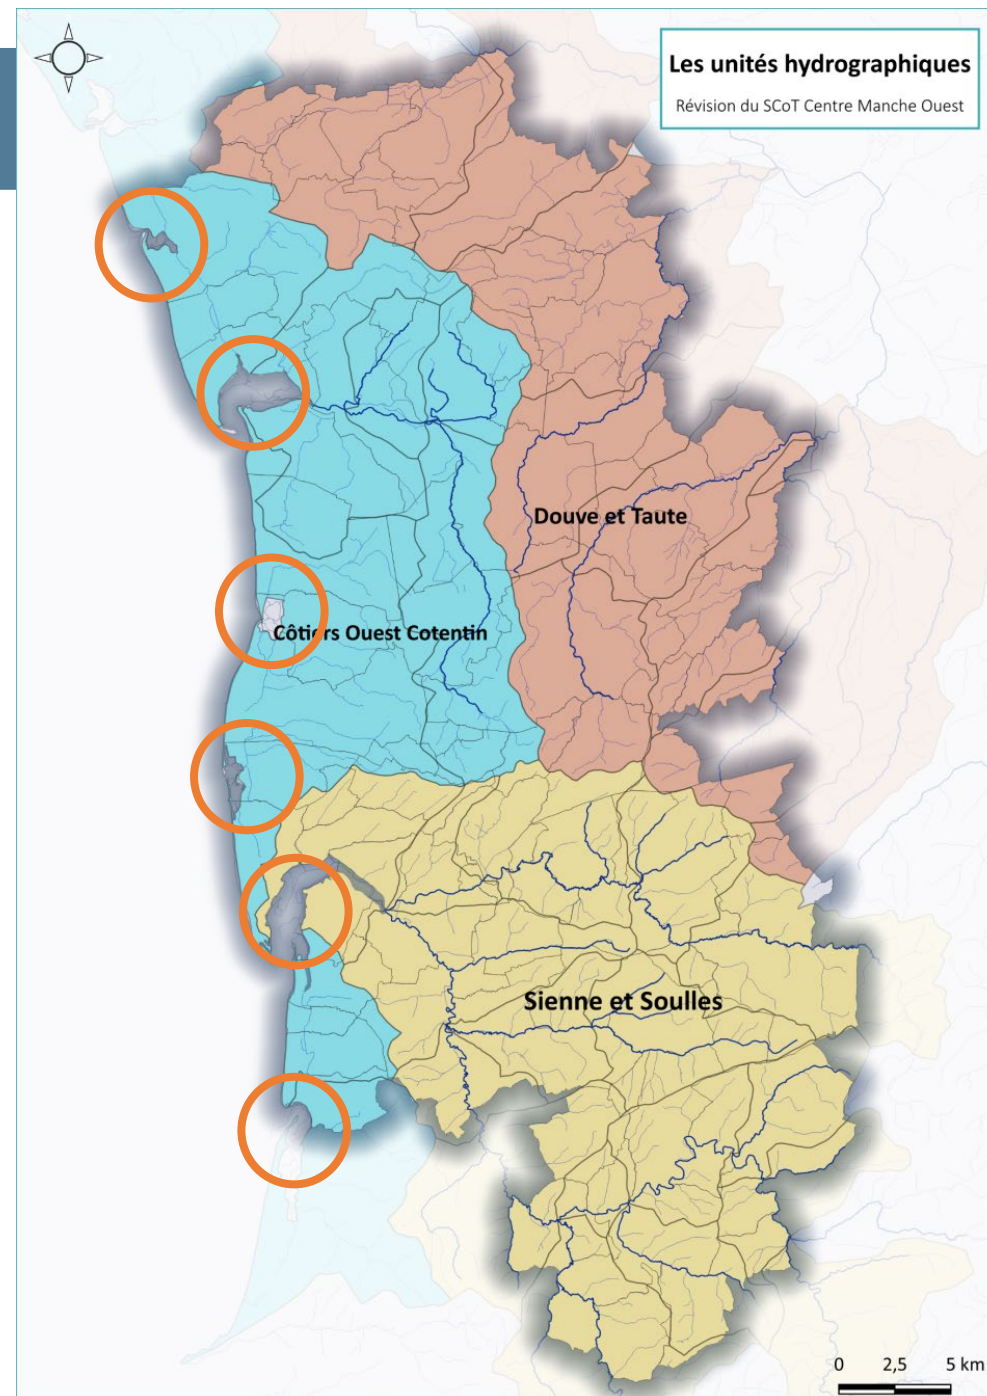 Les unités hydrographiques
Révision du SCoT Centre Manche Ouest
Douve et Taute
Côtiers Ouest Cotentin
Sienne et Soulles
0 2,5 5 km